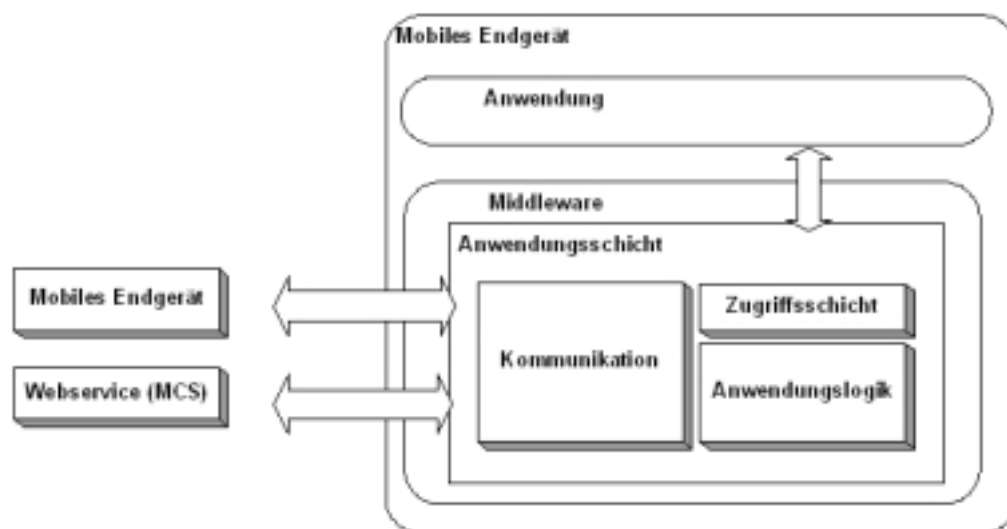 Mobiles Endgerät
Anwendung
Middleware
Anwendungsschicht
Mobiles Endgerät
Webservice (MCS)
Kommunikation
Zugriffsschicht
Anwendungslogik